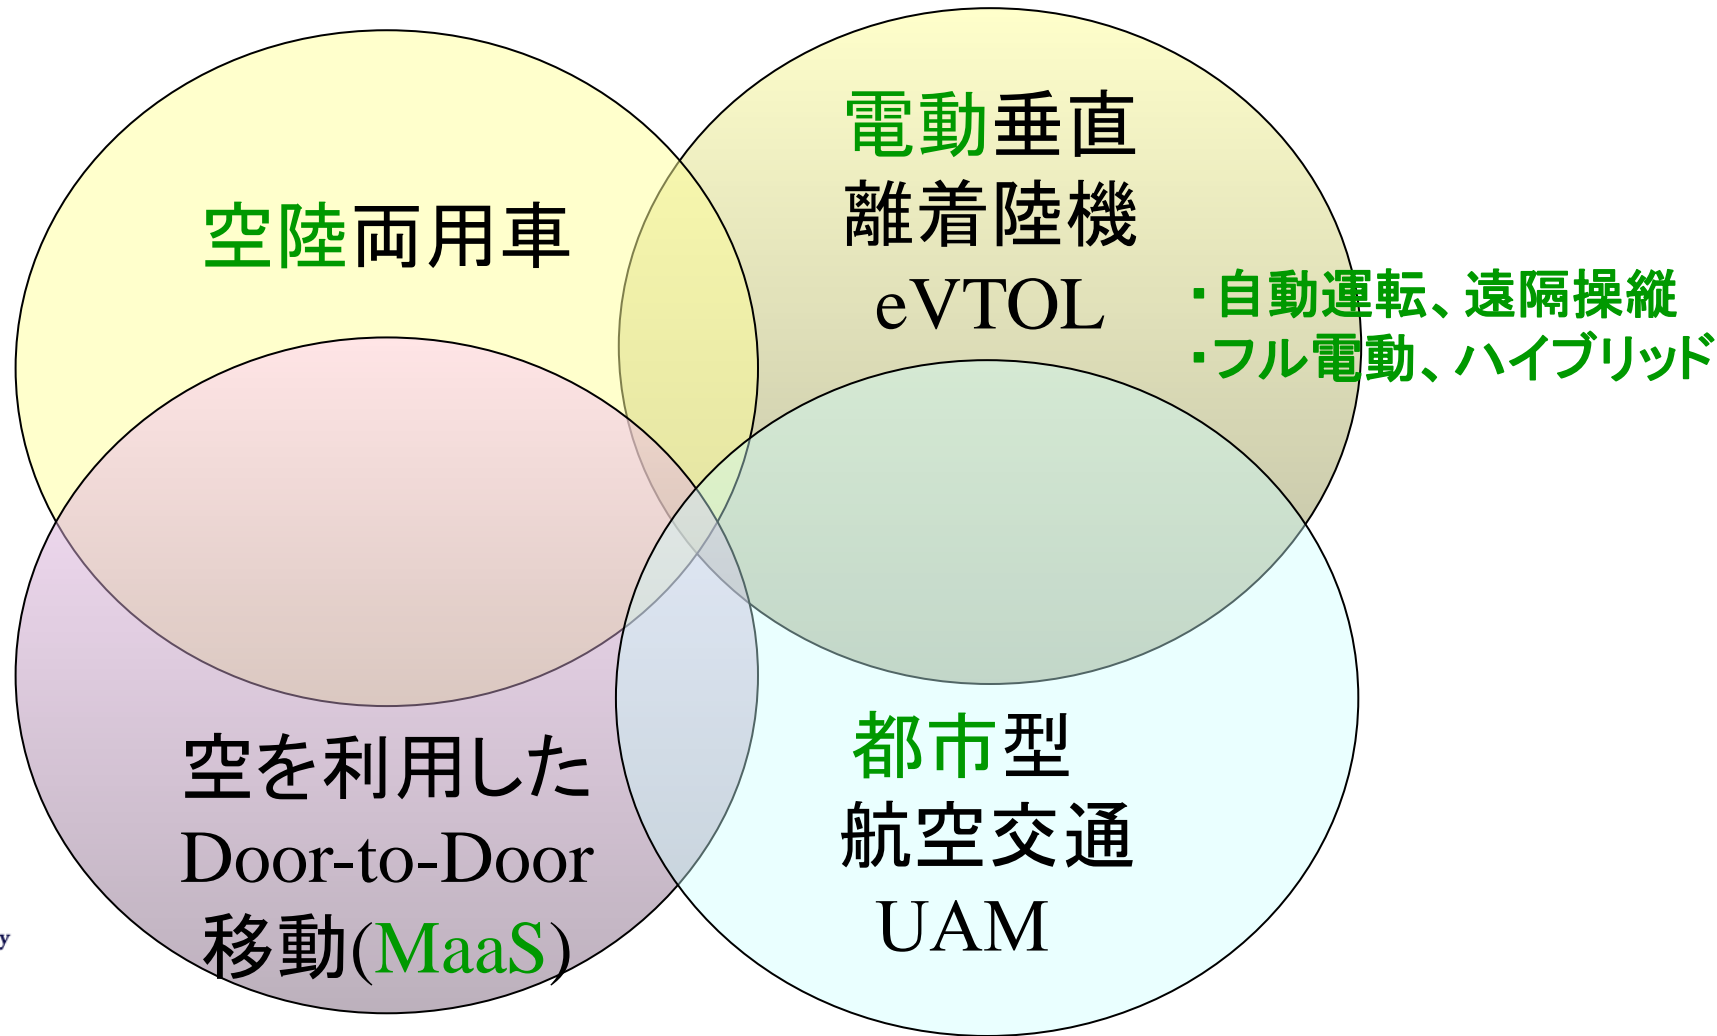 空陸両用車
電動垂直
離着陸機
eVTOL
・自動運転、遠隔操縦
・フル電動、ハイブリッド
空を利用した
Door-to-Door
移動(MaaS)
都市型
航空交通
UAM
y